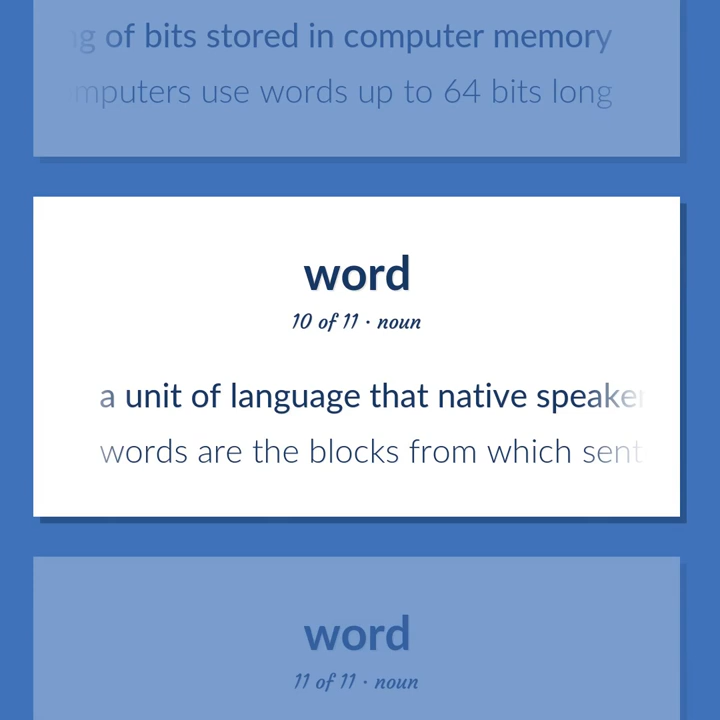 of bits stored in computer memory
use words up to 64 bits long
word
10 of 11 · noun
a unit of language that native
words are the blocks from which
word
11 of 11 · noun